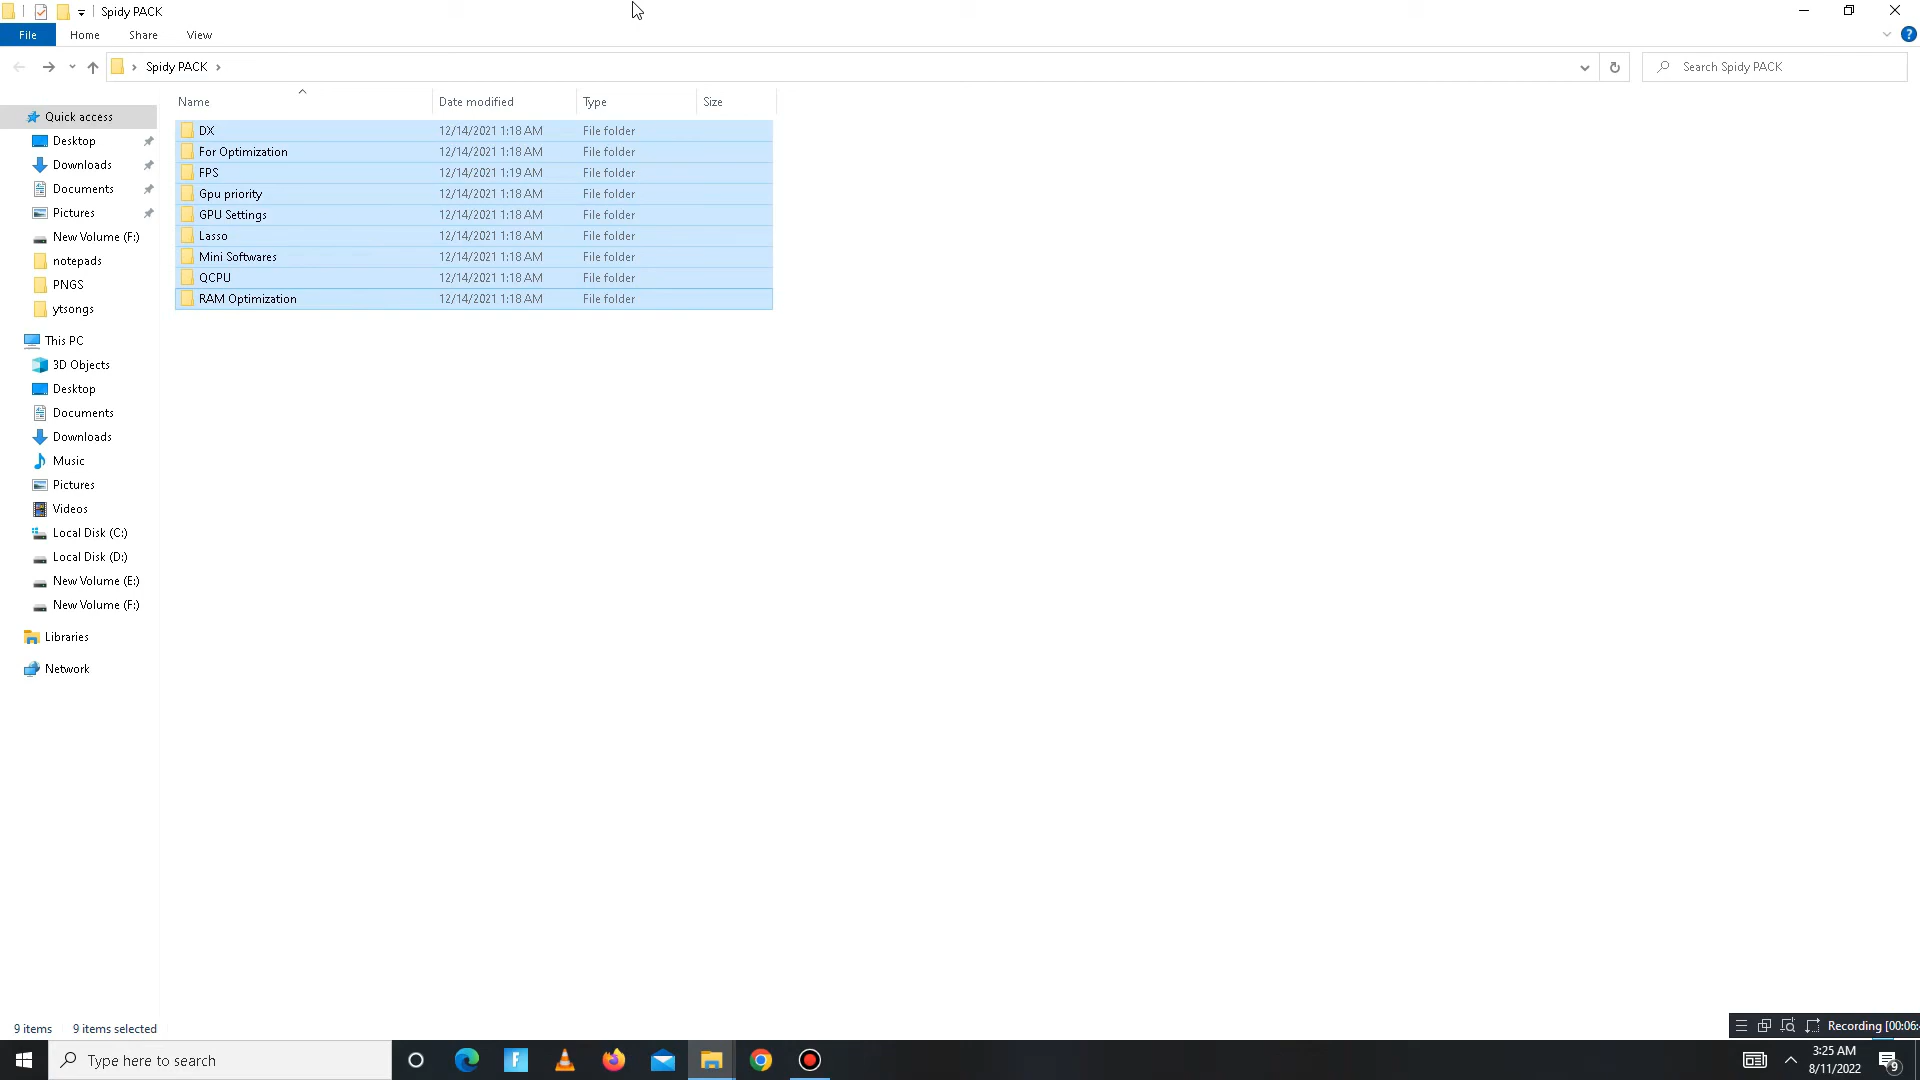 Spidy PACK
File Home Share View
Spidy PACK
Search Spidy PACK
Name Date modified Type Size
Quick access
Desktop
Downloads
Documents
Pictures
New Volume (F:)
notepads
PNGS
ytsongs
This PC
3D Objects
Desktop
Documents
Downloads
Music
Pictures
Videos
Local Disk (C:)
Local Disk (D:)
New Volume (E:)
New Volume (F:)
Libraries
Network
DX 12/14/2021 1:18 AM File folder
For Optimization 12/14/2021 1:18 AM File folder
FPS 12/14/2021 1:19 AM File folder
Gpu priority 12/14/2021 1:18 AM File folder
GPU Settings 12/14/2021 1:18 AM File folder
Lasso 12/14/2021 1:18 AM File folder
Mini Softwares 12/14/2021 1:18 AM File folder
QCPU 12/14/2021 1:18 AM File folder
RAM Optimization 12/14/2021 1:18 AM File folder
9 items 9 items selected
Recording [00:06:
Type here to search
3:25 AM
8/11/2022
9